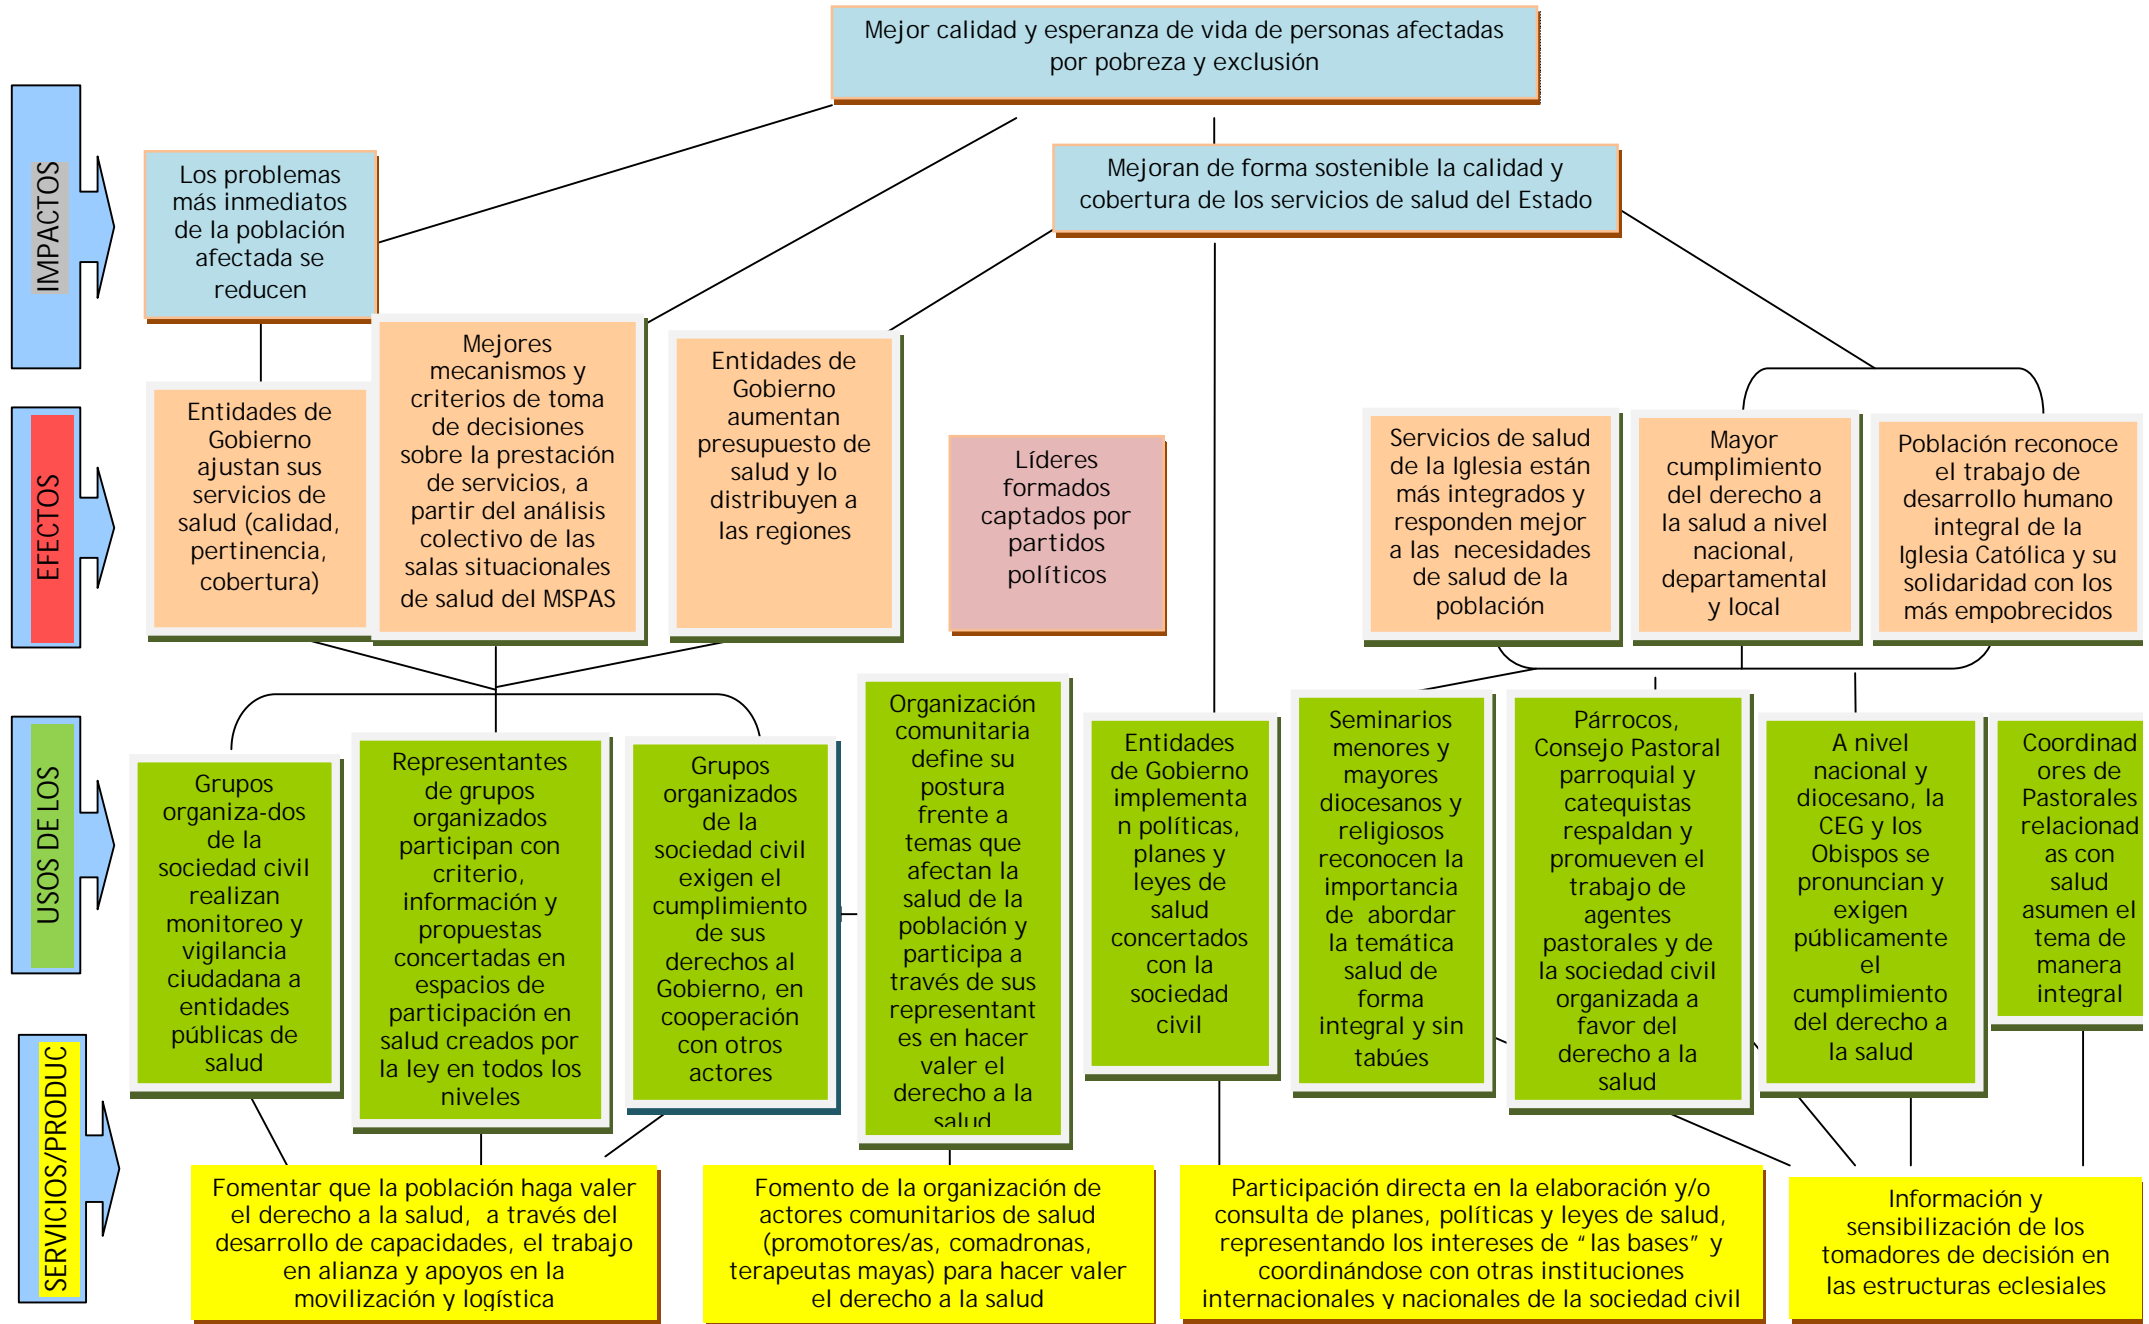 Mejor calidad y esperanza de vida de personas afectadas
por pobreza y exclusión
IMPACTOS
Los problemas
más inmediatos
de la población
afectada se
reducen
Mejoran de forma sostenible la calidad y
cobertura de los servicios de salud del Estado
EFECTOS
Entidades de
Gobierno
ajustan sus
servicios de
salud (calidad,
pertinencia,
cobertura)
Mejores
mecanismos y
criterios de toma
de decisiones
sobre la prestación
de servicios, a
partir del análisis
colectivo de las
salas situacionales
de salud del MSPAS
Entidades de
Gobierno
aumentan
presupuesto de
salud y lo
distribuyen a
las regiones
Líderes
formados
captados por
partidos
políticos
Servicios de salud
de la Iglesia están
más integrados y
responden mejor
a las necesidades
de salud de la
población
Mayor
cumplimiento
del derecho a
la salud a nivel
nacional,
departamental
y local
Población reconoce
el trabajo de
desarrollo humano
integral de la
Iglesia Católica y su
solidaridad con los
más empobrecidos
USOS DE LOS
Grupos
organiza-dos
de la
sociedad civil
realizan
monitoreo y
vigilancia
ciudadana a
entidades
públicas de
salud
Representantes
de grupos
organizados
participan con
criterio,
información y
propuestas
concertadas en
espacios de
participación en
salud creados por
la ley en todos los
niveles
Grupos
organizados
de la
sociedad civil
exigen el
cumplimiento
de sus
derechos al
Gobierno, en
cooperación
con otros
actores
Organización
comunitaria
define su
postura
frente a
temas que
afectan la
salud de la
población y
participa a
través de sus
representant
es en hacer
valer el
derecho a la
salud
Entidades
de Gobierno
implementa
n políticas,
planes y
leyes de
salud
concertados
con la
sociedad
civil
Seminarios
menores y
mayores
diocesanos y
religiosos
reconocen la
importancia
de abordar
la temática
salud de
forma
integral y sin
tabúes
Párrocos,
Consejo Pastoral
parroquial y
catequistas
respaldan y
promueven el
trabajo de
agentes
pastorales y de
la sociedad civil
organizada a
favor del
derecho a la
salud
A nivel
nacional y
diocesano, la
CEG y los
Obispos se
pronuncian y
exigen
públicamente
el
cumplimiento
del derecho a
la salud
Coordinad
ores de
Pastorales
relacionad
as con
salud
asumen el
tema de
manera
integral
SERVICIOS/PRODUC
Fomentar que la población haga valer
el derecho a la salud, a través del
desarrollo de capacidades, el trabajo
en alianza y apoyos en la
movilización y logística
Fomento de la organización de
actores comunitarios de salud
(promotores/as, comadronas,
terapeutas mayas) para hacer valer
el derecho a la salud
Participación directa en la elaboración y/o
consulta de planes, políticas y leyes de salud,
representando los intereses de “las bases” y
coordinándose con otras instituciones
internacionales y nacionales de la sociedad civil
Información y
sensibilización de los
tomadores de decisión en
las estructuras eclesiales